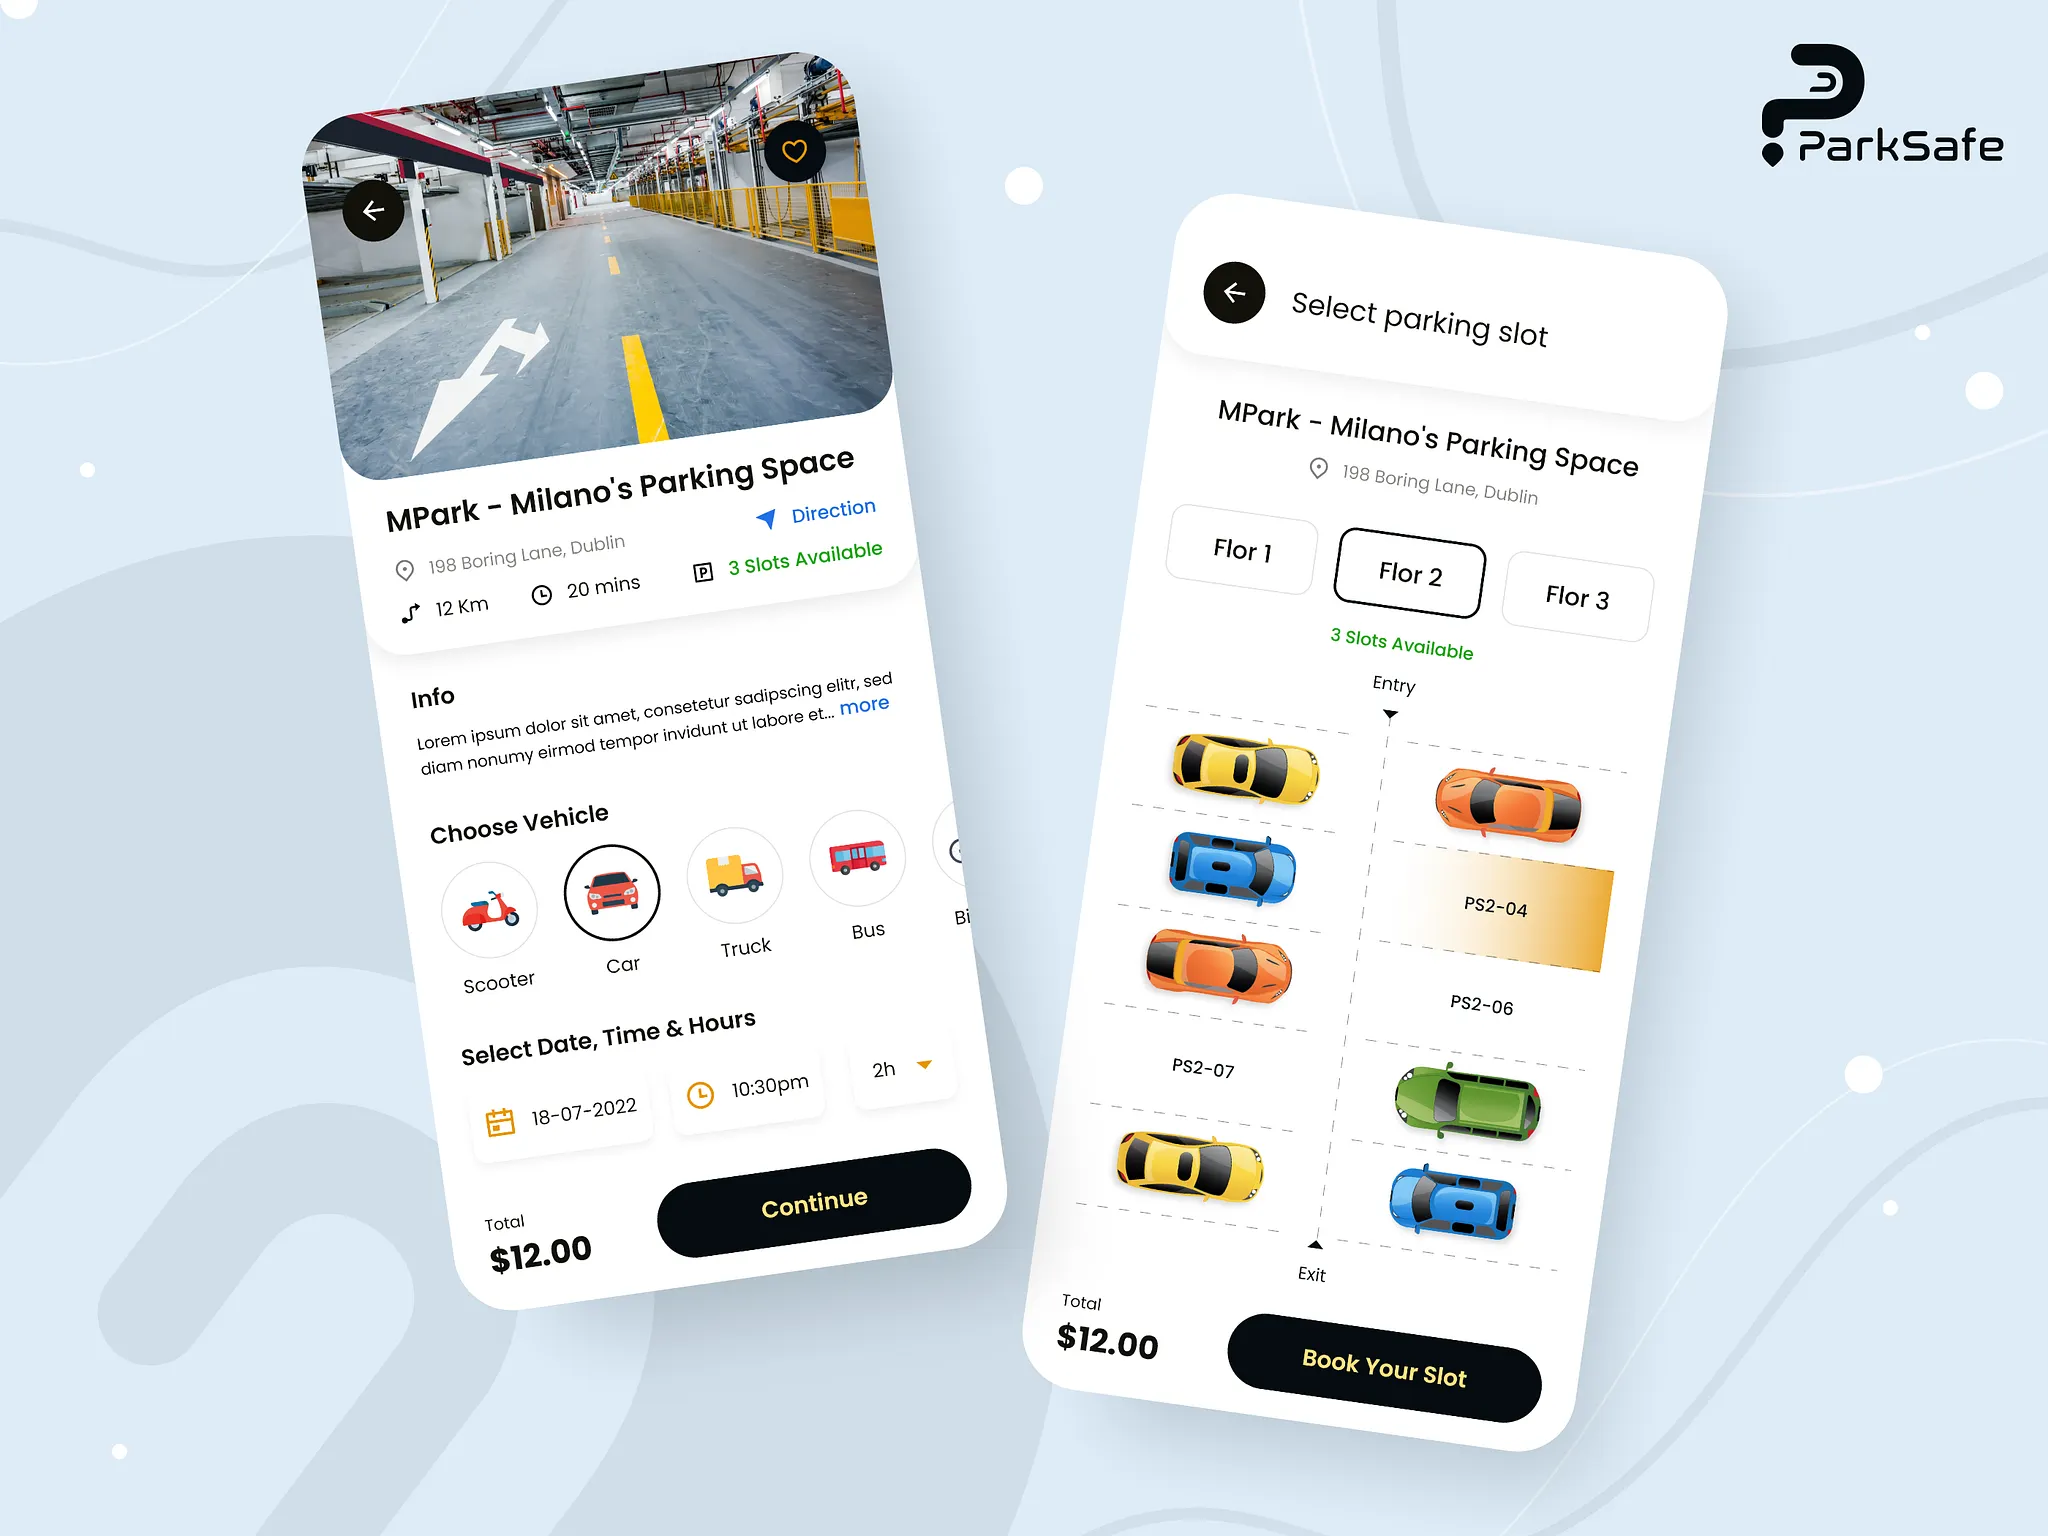 ParkSafe
MPark - Milano's Parking Space
198 Boring Lane, Dublin
Direction
12 Km
20 mins
P
3 Slots Available
Info
Lorem ipsum dolor sit amet, consetetur sadipscing elitr, sed
diam nonumy eirmod tempor invidunt ut labore et... more
Choose Vehicle
Scooter
Car
Truck
Bus
Bi
Select Date, Time & Hours
18-07-2022
10:30pm
2h
Total
$12.00
Continue
Select parking slot
MPark - Milano's Parking Space
198 Boring Lane, Dublin
Flor 1
Flor 2
Flor 3
3 Slots Available
Entry
PS2-04
PS2-06
PS2-07
Exit
Total
$12.00
Book Your Slot